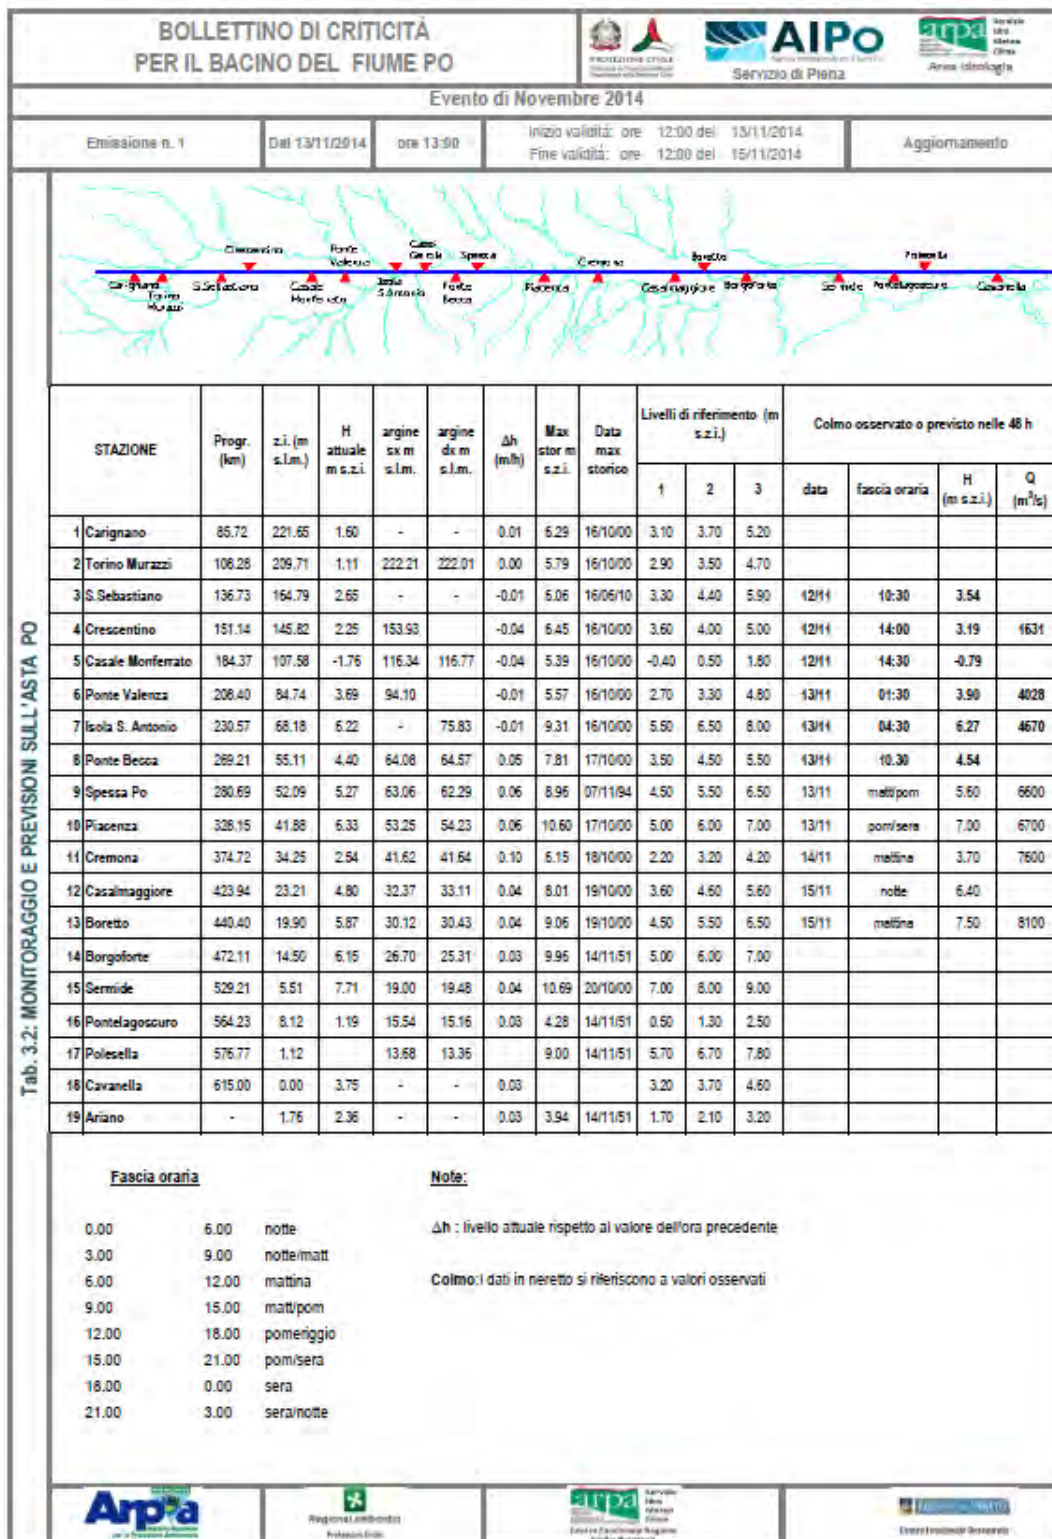 BOLLETTINO DI CRITICITÀ
PER IL BACINO DEL FIUME PO
PROTEZIONE CIVILE
AIPo
Servizio di Piena
arpa
Servizio
Idro
Meteo
Clima
Area Idrologia
Evento di Novembre 2014
Emissione n. 1
Del 13/11/2014
ore 13:00
Inizio validità: ore 12:00 del 13/11/2014
Fine validità: ore 12:00 del 15/11/2014
Aggiornamento
Crescentino
Ponte Valenza
Spessa
Cremona
Boretto
Polesella
Carignano
Torino Murazzi
S.Sebastiano
Casale Monferrato
Isola S.Antonio
Ponte Becca
Piacenza
Casalmaggiore
Borgoforte
Sermide
Pontelagoscuro
Cavanella
Tab. 3.2: MONITORAGGIO E PREVISIONI SULL'ASTA PO
STAZIONE Progr. (km) z.i. (m s.l.m.) H attuale m s.z.i. argine sx m s.l.m. argine dx m s.l.m. Δh (m/h) Max stor m s.z.i. Data max storico Livelli di riferimento (m s.z.i.) Colmo osservato o previsto nelle 48 h
1 2 3 data fascia oraria H (m s.z.i.) Q (m³/s)
1 Carignano 85.72 221.65 1.60 - - 0.01 6.29 16/10/00 3.10 3.70 5.20
2 Torino Murazzi 106.28 209.71 1.11 222.21 222.01 0.00 5.79 16/10/00 2.90 3.50 4.70
3 S.Sebastiano 136.73 164.79 2.65 - - -0.01 5.06 16/06/10 3.30 4.40 5.90 12/11 10:30 3.54
4 Crescentino 151.14 145.82 2.25 153.93 -0.04 6.45 16/10/00 3.60 4.00 5.00 12/11 14:00 3.19 1631
5 Casale Monferrato 184.37 107.58 -1.76 116.34 116.77 -0.04 5.39 16/10/00 -0.40 0.50 1.80 12/11 14:30 -0.79
6 Ponte Valenza 208.40 84.74 3.69 94.10 -0.01 5.57 16/10/00 2.70 3.30 4.80 13/11 01:30 3.90 4028
7 Isola S. Antonio 230.57 68.18 6.22 - 75.83 -0.01 9.31 16/10/00 5.50 6.50 8.00 13/11 04:30 6.27 4670
8 Ponte Becca 269.21 55.11 4.40 64.08 64.57 0.05 7.81 17/10/00 3.50 4.50 5.50 13/11 10.30 4.54
9 Spessa Po 280.69 52.09 5.27 63.06 62.29 0.06 8.96 07/11/94 4.50 5.50 6.50 13/11 matt/pom 5.60 6600
10 Piacenza 328.15 41.88 6.33 53.25 54.23 0.06 10.60 17/10/00 5.00 6.00 7.00 13/11 pom/sera 7.00 6700
11 Cremona 374.72 34.25 2.54 41.62 41.64 0.10 6.15 18/10/00 2.20 3.20 4.20 14/11 mattina 3.70 7600
12 Casalmaggiore 423.94 23.21 4.80 32.37 33.11 0.04 8.01 19/10/00 3.60 4.60 5.60 15/11 notte 6.40
13 Boretto 440.40 19.90 5.87 30.12 30.43 0.04 9.06 19/10/00 4.50 5.50 6.50 15/11 mattina 7.50 8100
14 Borgoforte 472.11 14.50 6.15 26.70 25.31 0.03 9.96 14/11/51 5.00 6.00 7.00
15 Sermide 529.21 5.51 7.71 19.00 19.48 0.04 10.69 20/10/00 7.00 8.00 9.00
16 Pontelagoscuro 564.23 8.12 1.19 15.54 15.16 0.03 4.28 14/11/51 0.50 1.30 2.50
17 Polesella 576.77 1.12 13.68 13.36 9.00 14/11/51 5.70 6.70 7.80
18 Cavanella 615.00 0.00 3.75 - - 0.03 3.20 3.70 4.60
19 Ariano - 1.76 2.36 - - 0.03 3.94 14/11/51 1.70 2.10 3.20
Fascia oraria
0.00 6.00 notte
3.00 9.00 notte/matt
6.00 12.00 mattina
9.00 15.00 matt/pom
12.00 18.00 pomeriggio
15.00 21.00 pom/sera
18.00 0.00 sera
21.00 3.00 sera/notte
Note:
Δh : livello attuale rispetto al valore dell'ora precedente
Colmo:I dati in neretto si riferiscono a valori osservati
Arpa
RegioneLombardia
Protezione Civile
arpa